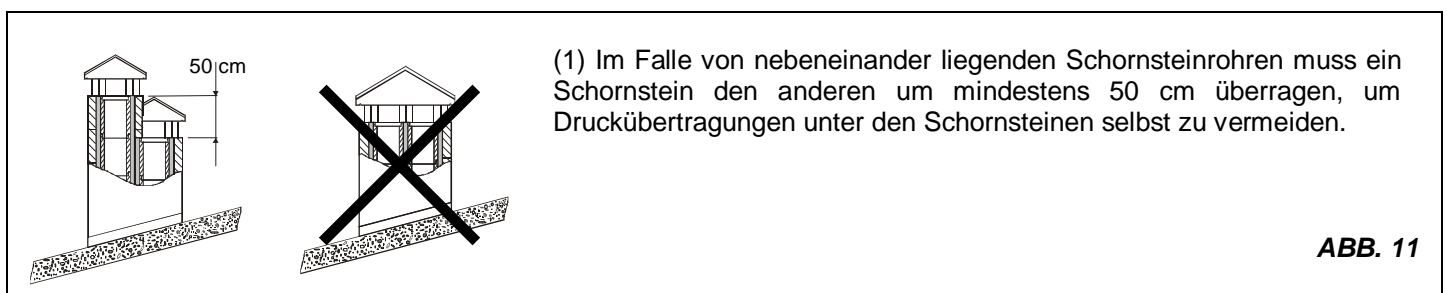 50 cm
(1) Im Falle von nebeneinander liegenden Schornsteinrohren muss ein
Schornstein den anderen um mindestens 50 cm überragen, um
Druckübertragungen unter den Schornsteinen selbst zu vermeiden.
ABB. 11